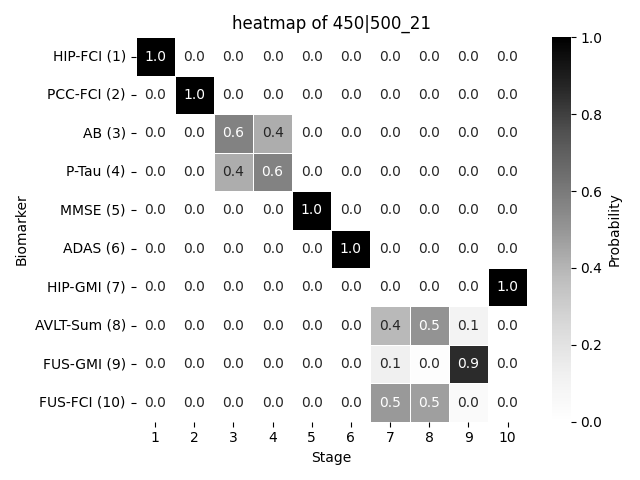 heatmap of 450|500_21
HIP-FCI (1) 1.0 0.0 0.0 0.0 0.0 0.0 0.0 0.0 0.0 0.0
PCC-FCI (2) 0.0 1.0 0.0 0.0 0.0 0.0 0.0 0.0 0.0 0.0
AB (3) 0.0 0.0 0.6 0.4 0.0 0.0 0.0 0.0 0.0 0.0
P-Tau (4) 0.0 0.0 0.4 0.6 0.0 0.0 0.0 0.0 0.0 0.0
MMSE (5) 0.0 0.0 0.0 0.0 1.0 0.0 0.0 0.0 0.0 0.0
ADAS (6) 0.0 0.0 0.0 0.0 0.0 1.0 0.0 0.0 0.0 0.0
HIP-GMI (7) 0.0 0.0 0.0 0.0 0.0 0.0 0.0 0.0 0.0 1.0
AVLT-Sum (8) 0.0 0.0 0.0 0.0 0.0 0.0 0.4 0.5 0.1 0.0
FUS-GMI (9) 0.0 0.0 0.0 0.0 0.0 0.0 0.1 0.0 0.9 0.0
FUS-FCI (10) 0.0 0.0 0.0 0.0 0.0 0.0 0.5 0.5 0.0 0.0
1 2 3 4 5 6 7 8 9 10
Stage
Biomarker
1.0
0.8
0.6
0.4
0.2
0.0
Probability